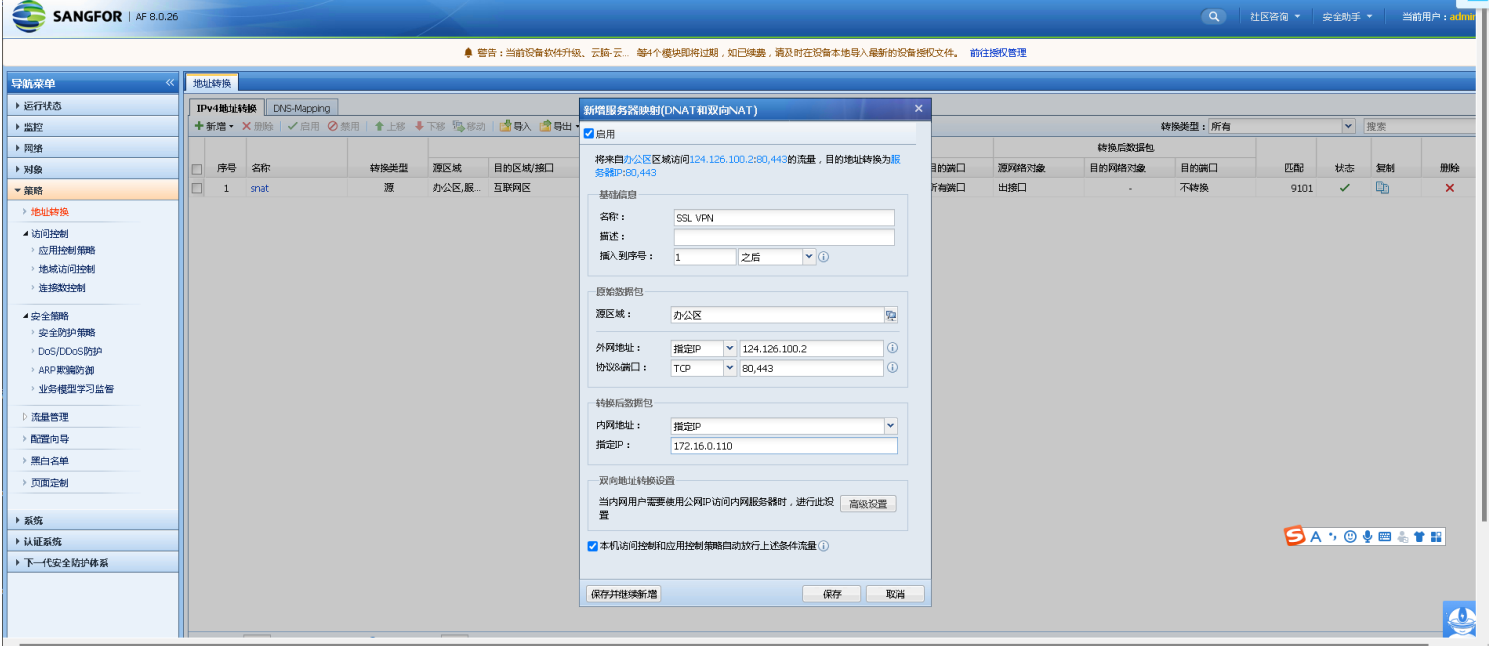 SANGFOR | AF 8.0.26
社区咨询 安全助手 当前用户：admin
警告：当前设备软件升级、云脑-云... 等4个模块即将过期，如已续费，请及时在设备本地导入最新的设备授权文件。 前往授权管理
导航菜单
运行状态
监控
网络
对象
策略
地址转换
访问控制
应用控制策略
地域访问控制
连接数控制
安全策略
安全防护策略
DoS/DDoS防护
ARP欺骗防御
业务模型学习监督
流量管理
配置向导
黑白名单
页面定制
系统
认证系统
下一代安全防护体系
地址转换
IPv4地址转换 DNS-Mapping
新增 删除 启用 禁用 上移 下移 移动 导入 导出
转换类型：所有 搜索
转换后数据包
序号 名称 转换类型 源区域 目的区域/接口 目的端口 源网络对象 目的网络对象 目的端口 匹配 状态 复制 删除
1 snat 源 办公区,服... 互联网区 所有端口 出接口 - 不转换 9101
新增服务器映射(DNAT和双向NAT)
启用
将来自办公区区域访问124.126.100.2:80,443的流量，目的地址转换为服
务器IP:80,443
基础信息
名称： SSL VPN
描述：
插入到序号： 1 之后
原始数据包
源区域： 办公区
外网地址： 指定IP 124.126.100.2
协议&端口： TCP 80,443
转换后数据包
内网地址： 指定IP
指定IP： 172.16.0.110
双向地址转换设置
当内网用户需要使用公网IP访问内网服务器时，进行此设
置
高级设置
本机访问控制和应用控制策略自动放行上述条件流量
保存并继续新增 保存 取消